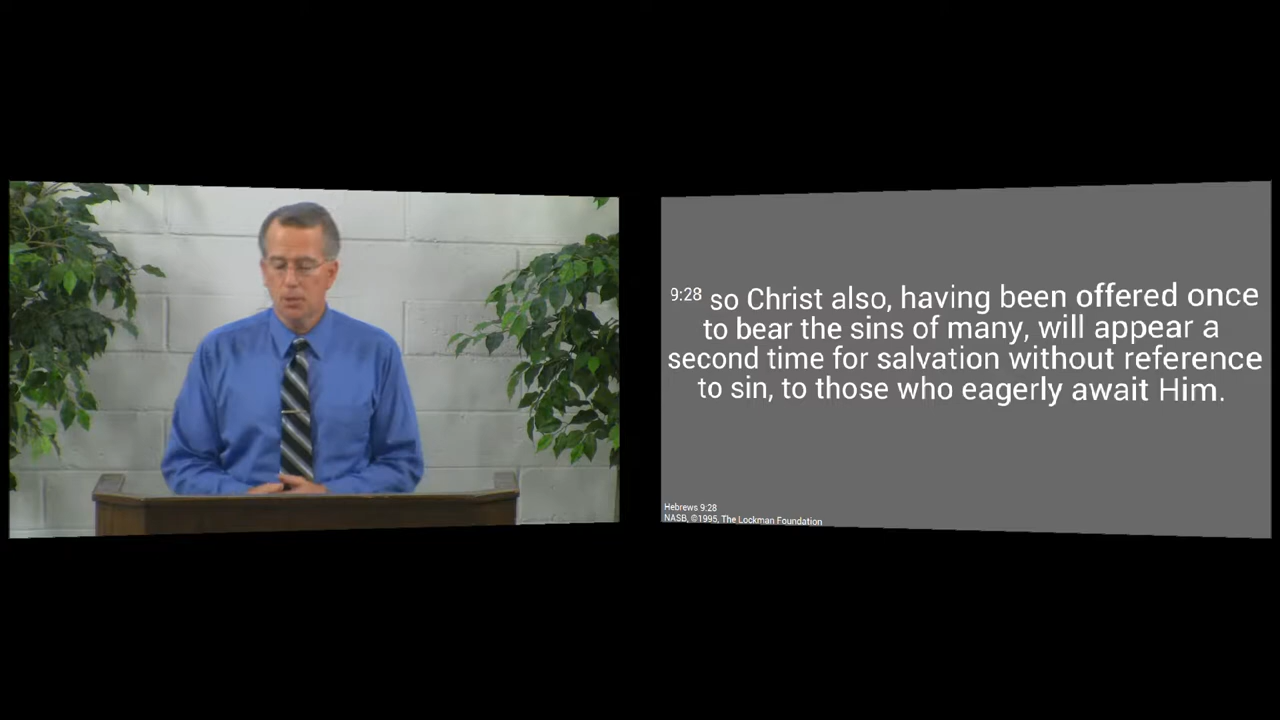 9:28 so Christ also, having been offered once
to bear the sins of many, will appear a
second time for salvation without reference
to sin, to those who eagerly await Him.
Hebrews 9:28
NASB, ©1995, The Lockman Foundation